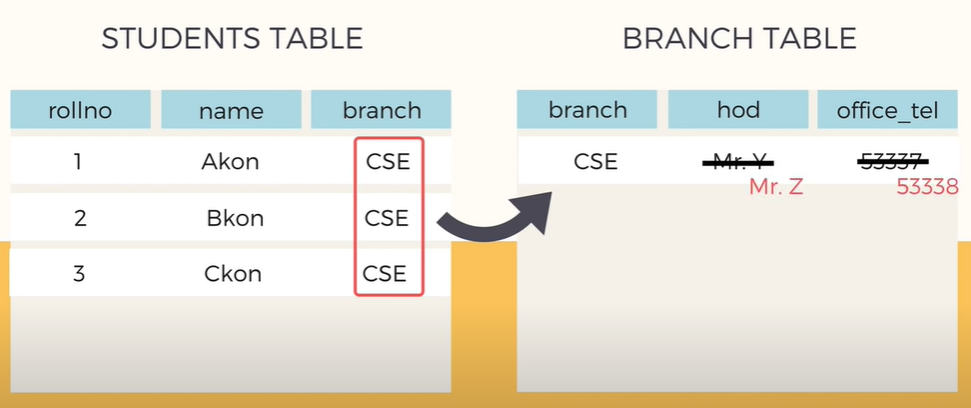 STUDENTS TABLE
rollno name branch
1 Akon CSE
2 Bkon CSE
3 Ckon CSE
BRANCH TABLE
branch hod office_tel
CSE Mr. Y 53337
Mr. Z 53338